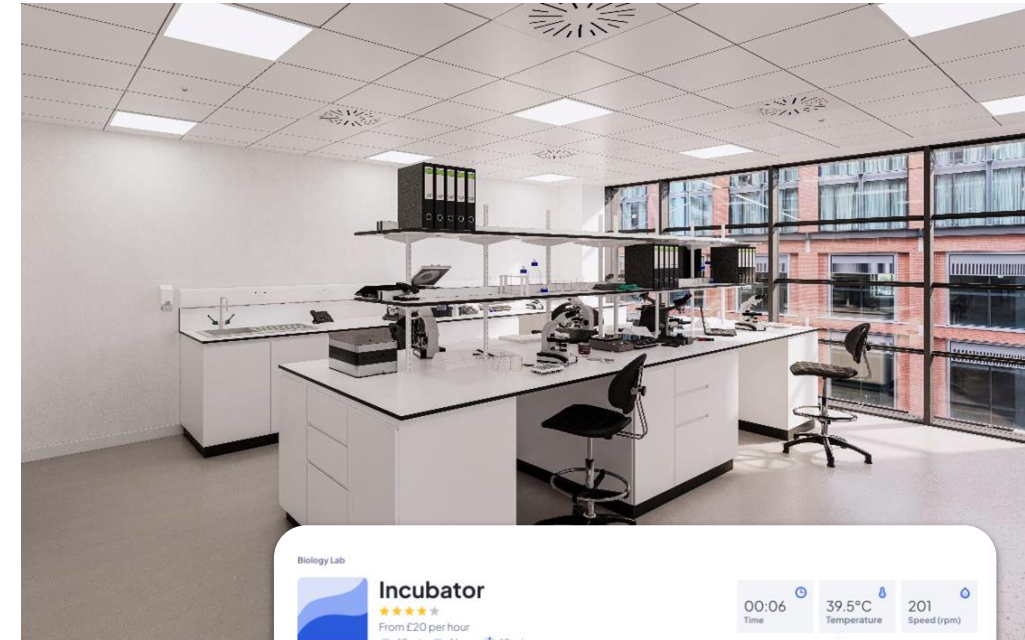 Biology Lab
Incubator
From £20 per hour
00:06
Time
39.5°C
Temperature
201
Speed (rpm)